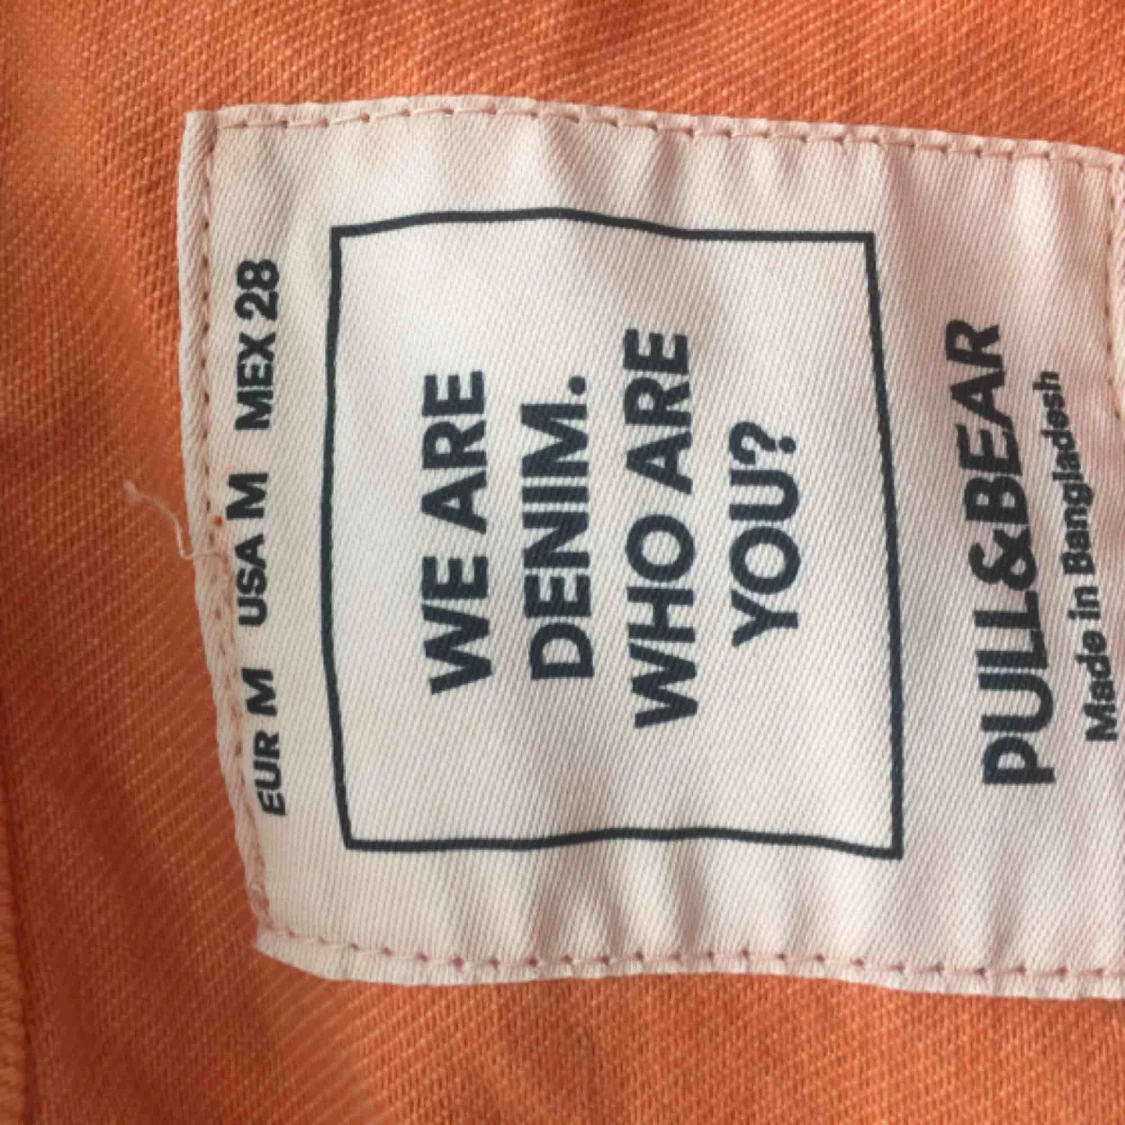 EUR M USA M MEX 28
WE ARE
DENIM.
WHO ARE
YOU?
PULL&BEAR
Made in Bangladesh